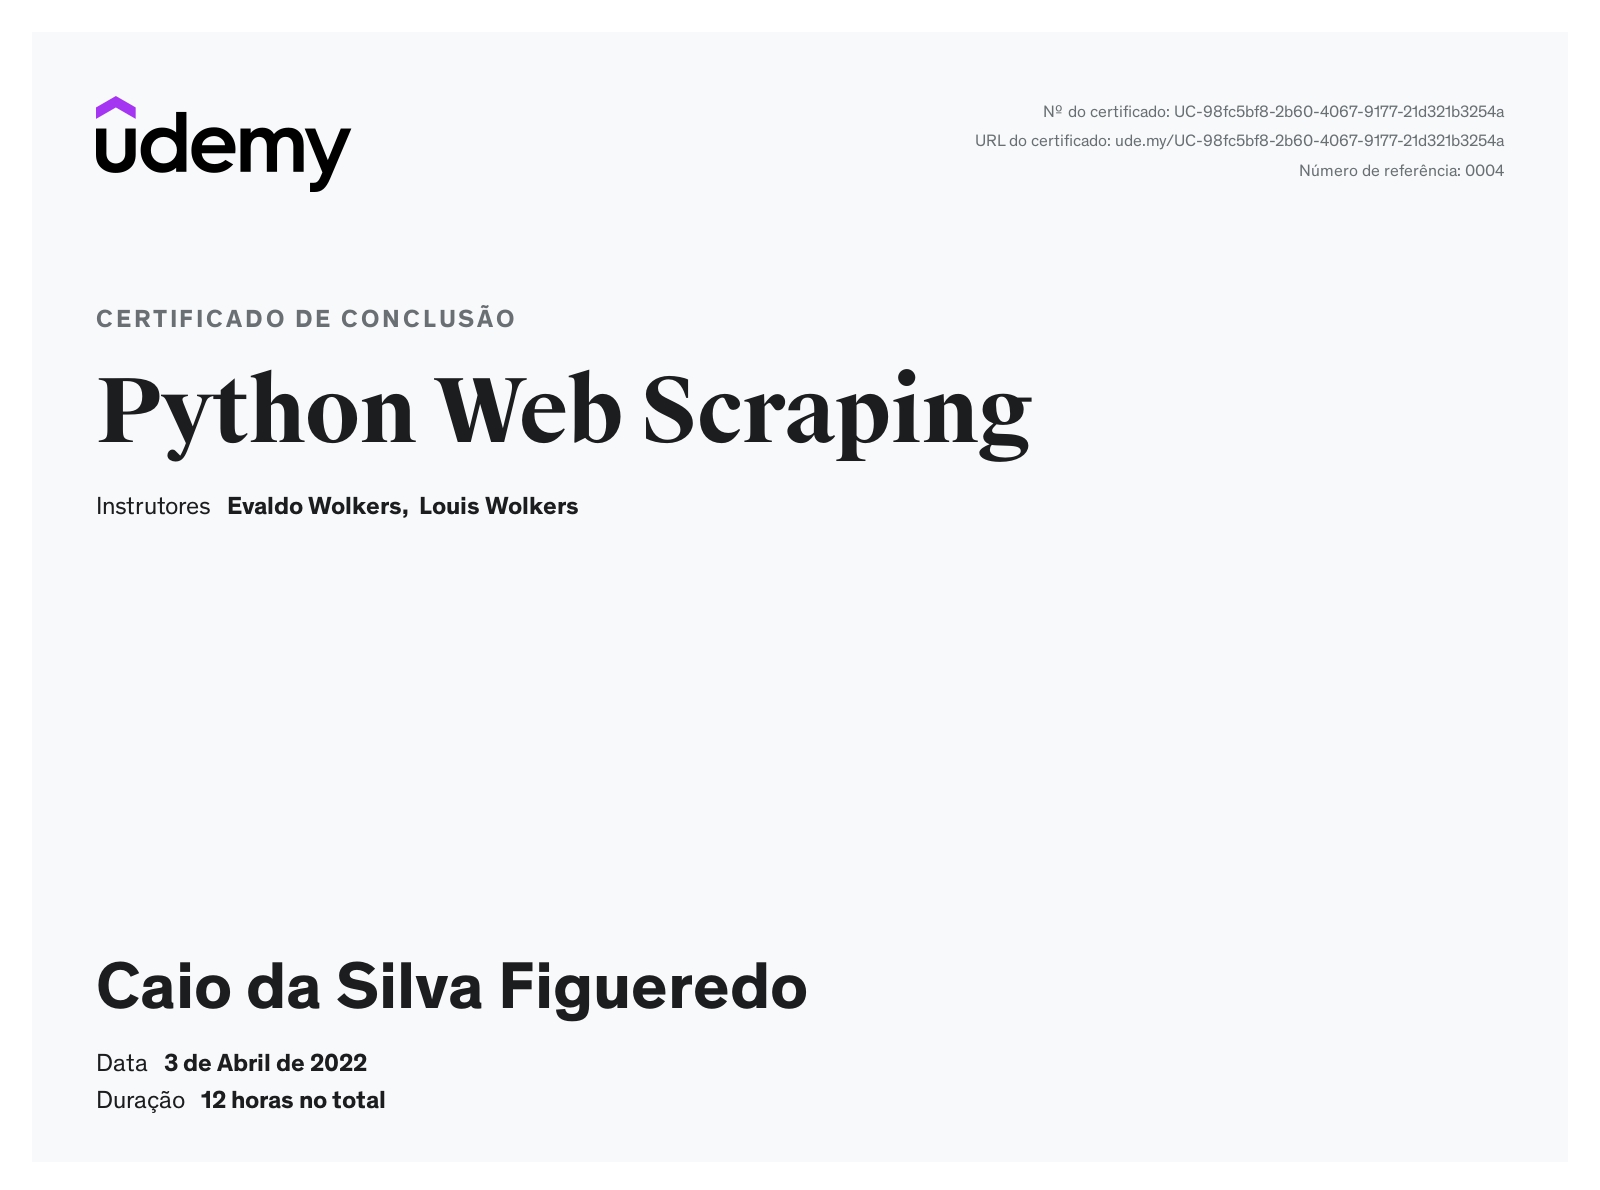 udemy
Nº do certificado: UC-98fc5bf8-2b60-4067-9177-21d321b3254a
URL do certificado: ude.my/UC-98fc5bf8-2b60-4067-9177-21d321b3254a
Número de referência: 0004
CERTIFICADO DE CONCLUSÃO
Python Web Scraping
Instrutores Evaldo Wolkers, Louis Wolkers
Caio da Silva Figueredo
Data 3 de Abril de 2022
Duração 12 horas no total